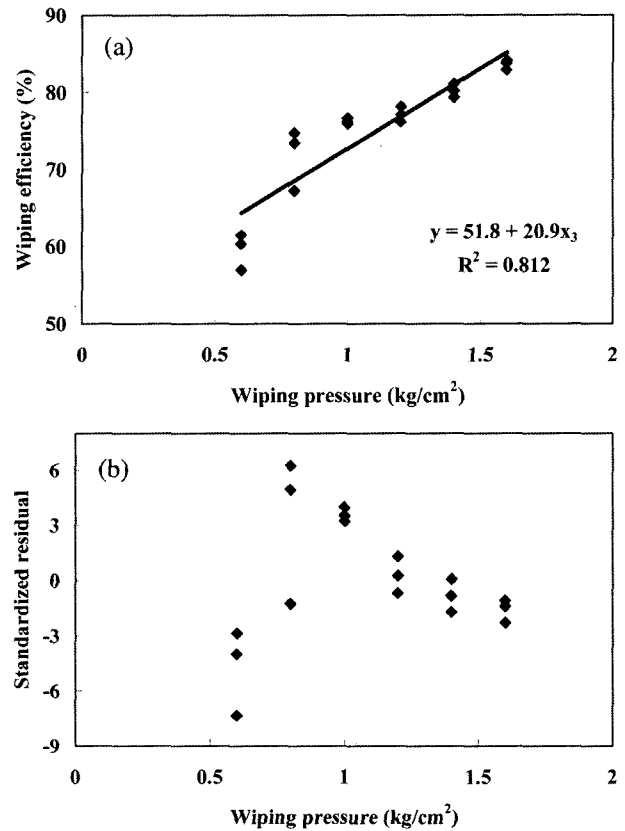 (a)
Wiping efficiency (%)
90
80
70
60
50
y = 51.8 + 20.9x₃
R² = 0.812
0 0.5 1 1.5 2
Wiping pressure (kg/cm²)
(b)
Standardized residual
6
3
0
-3
-6
-9
0 0.5 1 1.5 2
Wiping pressure (kg/cm²)